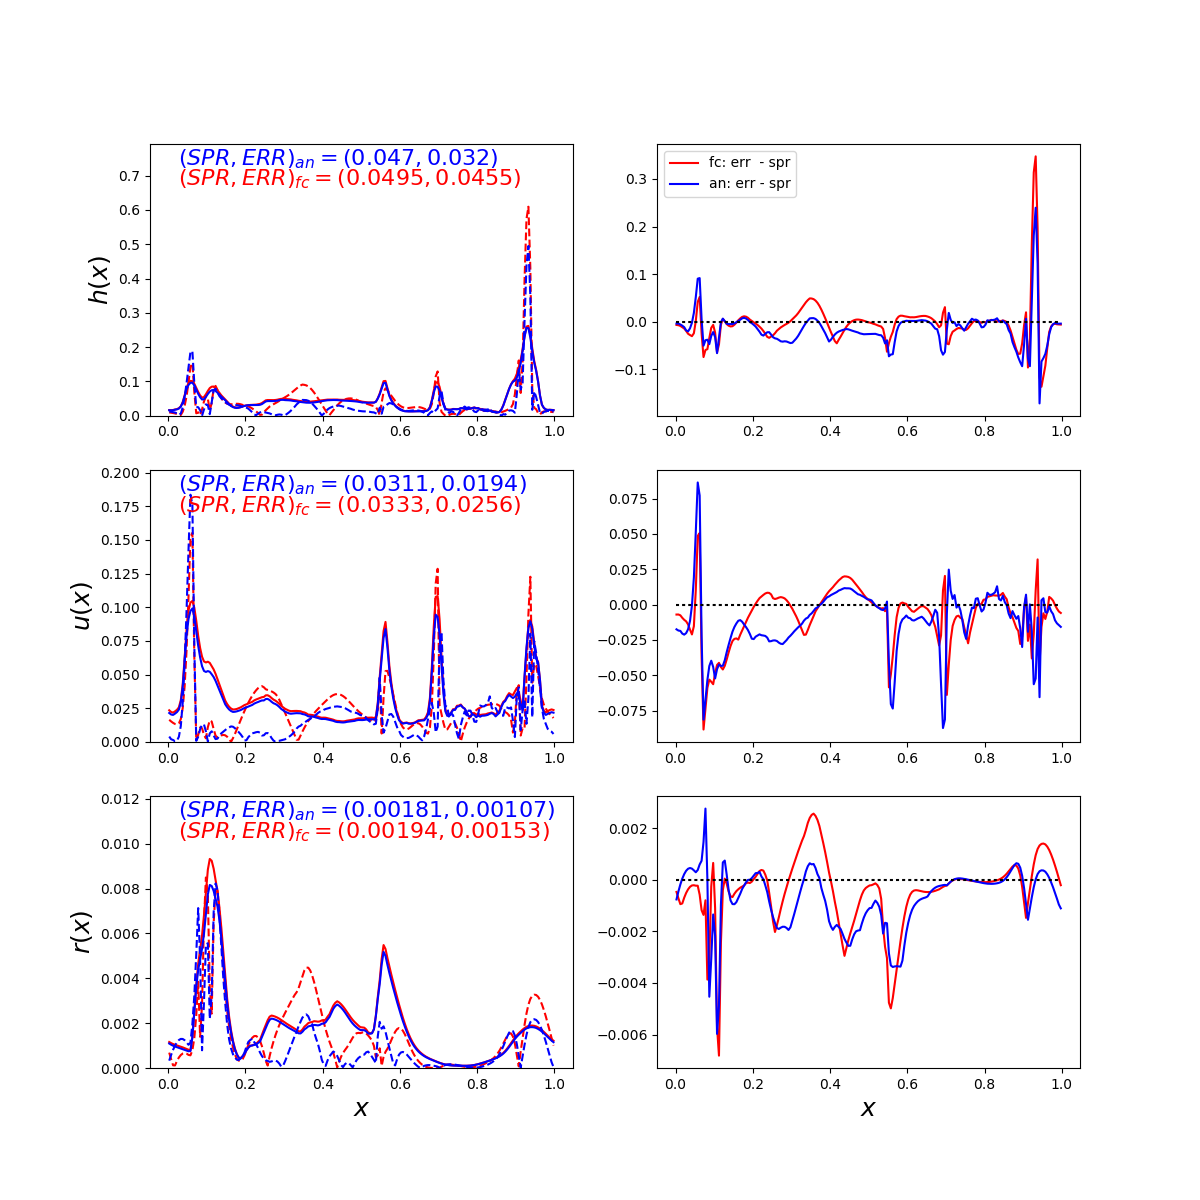 (SPR, ERR)an = (0.047, 0.032)
(SPR, ERR)fc = (0.0495, 0.0455)
h(x)
0.7
0.6
0.5
0.4
0.3
0.2
0.1
0.0
0.0 0.2 0.4 0.6 0.8 1.0
fc: err - spr
an: err - spr
0.3
0.2
0.1
0.0
−0.1
0.0 0.2 0.4 0.6 0.8 1.0
(SPR, ERR)an = (0.0311, 0.0194)
(SPR, ERR)fc = (0.0333, 0.0256)
u(x)
0.200
0.175
0.150
0.125
0.100
0.075
0.050
0.025
0.000
0.0 0.2 0.4 0.6 0.8 1.0
0.075
0.050
0.025
0.000
−0.025
−0.050
−0.075
0.0 0.2 0.4 0.6 0.8 1.0
(SPR, ERR)an = (0.00181, 0.00107)
(SPR, ERR)fc = (0.00194, 0.00153)
r(x)
0.012
0.010
0.008
0.006
0.004
0.002
0.000
0.0 0.2 0.4 0.6 0.8 1.0
x
0.002
0.000
−0.002
−0.004
−0.006
0.0 0.2 0.4 0.6 0.8 1.0
x